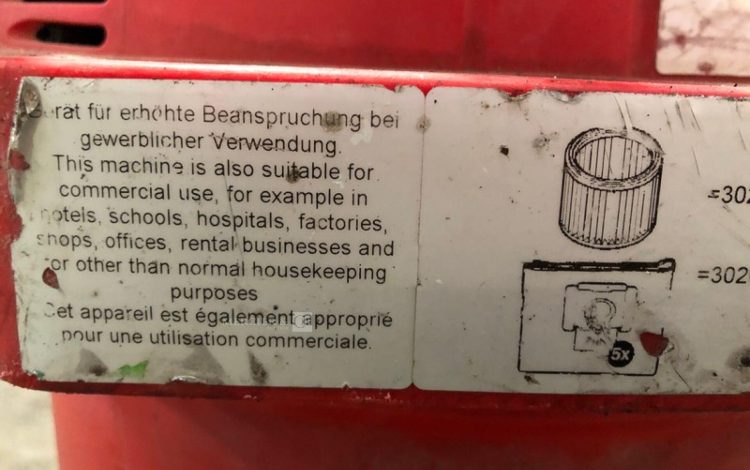 Gerät für erhöhte Beanspruchung bei
gewerblicher Verwendung.
This machine is also suitable for
commercial use, for example in
hotels, schools, hospitals, factories,
shops, offices, rental businesses and
for other than normal housekeeping
purposes
Cet appareil est également approprié
pour une utilisation commerciale.
=302
=302
5x